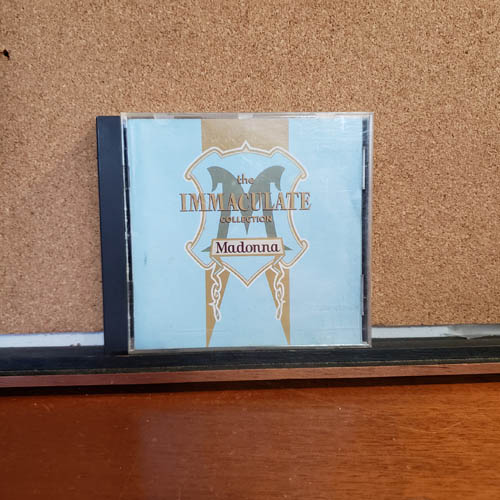 the
IMMACULATE
COLLECTION
Madonna